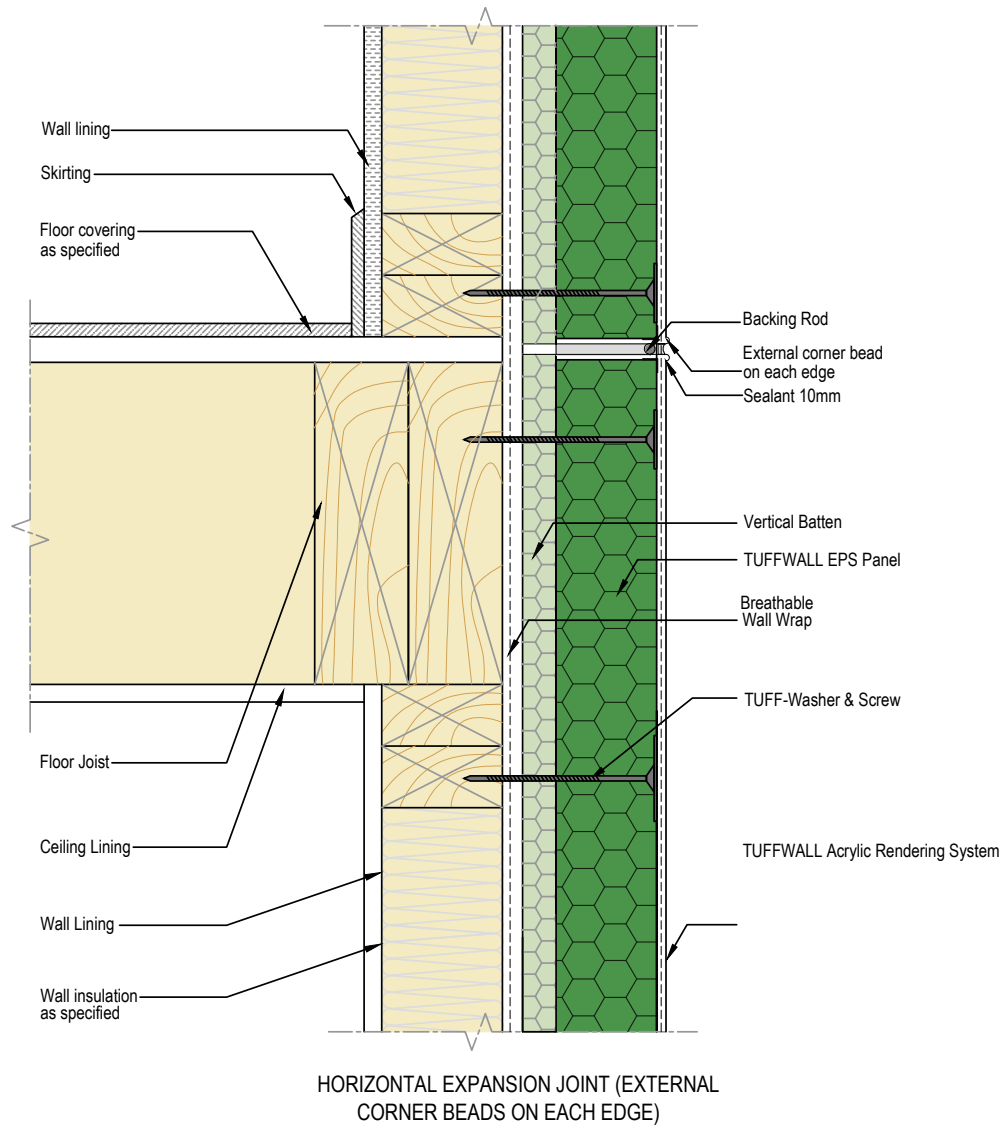 Wall lining
Skirting
Floor covering
as specified
Backing Rod
External corner bead
on each edge
Sealant 10mm
Vertical Batten
TUFFWALL EPS Panel
Breathable
Wall Wrap
TUFF-Washer & Screw
Floor Joist
Ceiling Lining
TUFFWALL Acrylic Rendering System
Wall Lining
Wall insulation
as specified
HORIZONTAL EXPANSION JOINT (EXTERNAL
CORNER BEADS ON EACH EDGE)